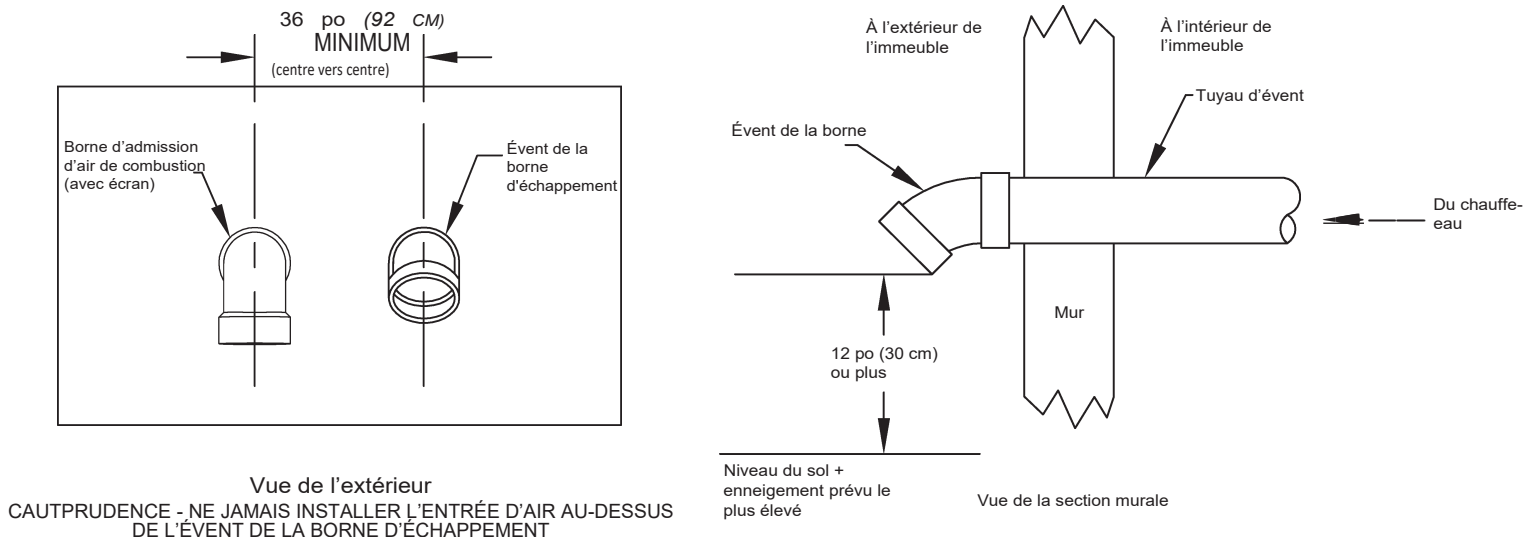 36 po (92 CM)
MINIMUM
(centre vers centre)
Borne d’admission
d’air de combustion
(avec écran)
Évent de la
borne
d'échappement
Vue de l’extérieur
CAUTPRUDENCE - NE JAMAIS INSTALLER L’ENTRÉE D’AIR AU-DESSUS
DE L’ÉVENT DE LA BORNE D’ÉCHAPPEMENT
À l’extérieur de
l’immeuble
À l’intérieur de
l’immeuble
Tuyau d’évent
Évent de la borne
Du chauffe-
eau
Mur
12 po (30 cm)
ou plus
Niveau du sol +
enneigement prévu le
plus élevé
Vue de la section murale